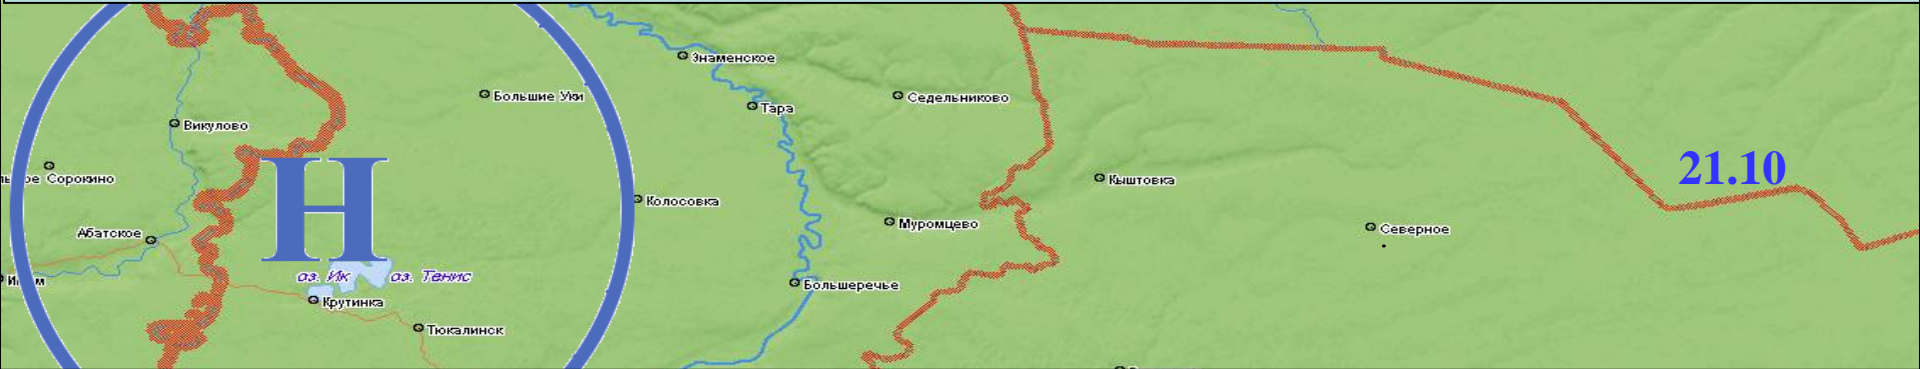 Знаменское
Большие Уки
Седельниково
Тара
Викулово
21.10
Сорокино
Кыштовка
Колосовка
Муромцево
Северное
Абатское
оз. Ик
оз. Тенис
Большеречье
Крутинка
Тюкалинск
Н